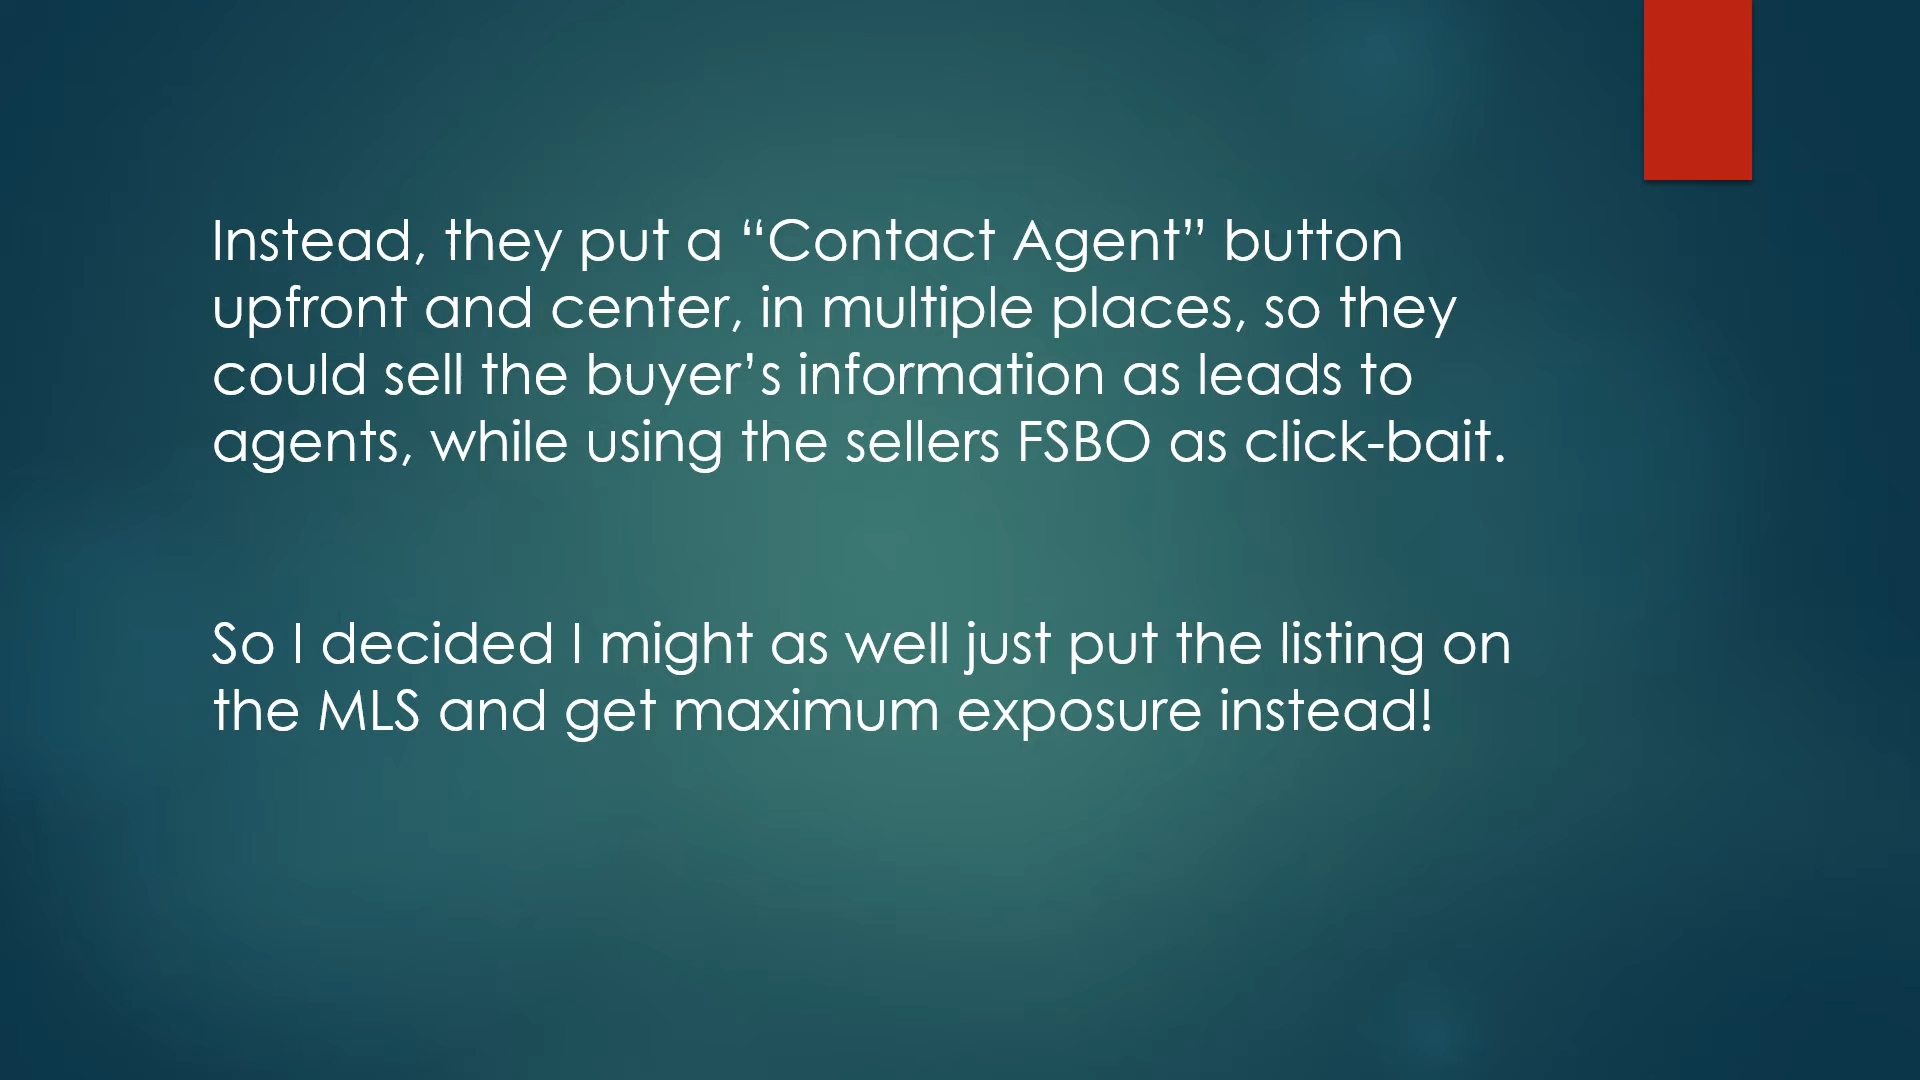 Instead, they put a “Contact Agent” button
upfront and center, in multiple places, so they
could sell the buyer’s information as leads to
agents, while using the sellers FSBO as click-bait.
So I decided I might as well just put the listing on
the MLS and get maximum exposure instead!